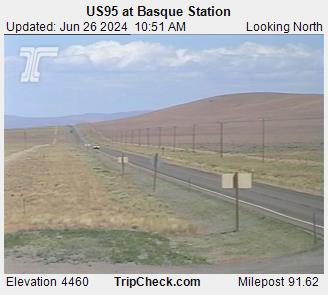 US95 at Basque Station
Updated: Jun 26 2024 10:51 AM Looking North
Elevation 4460 TripCheck.com Milepost 91.62